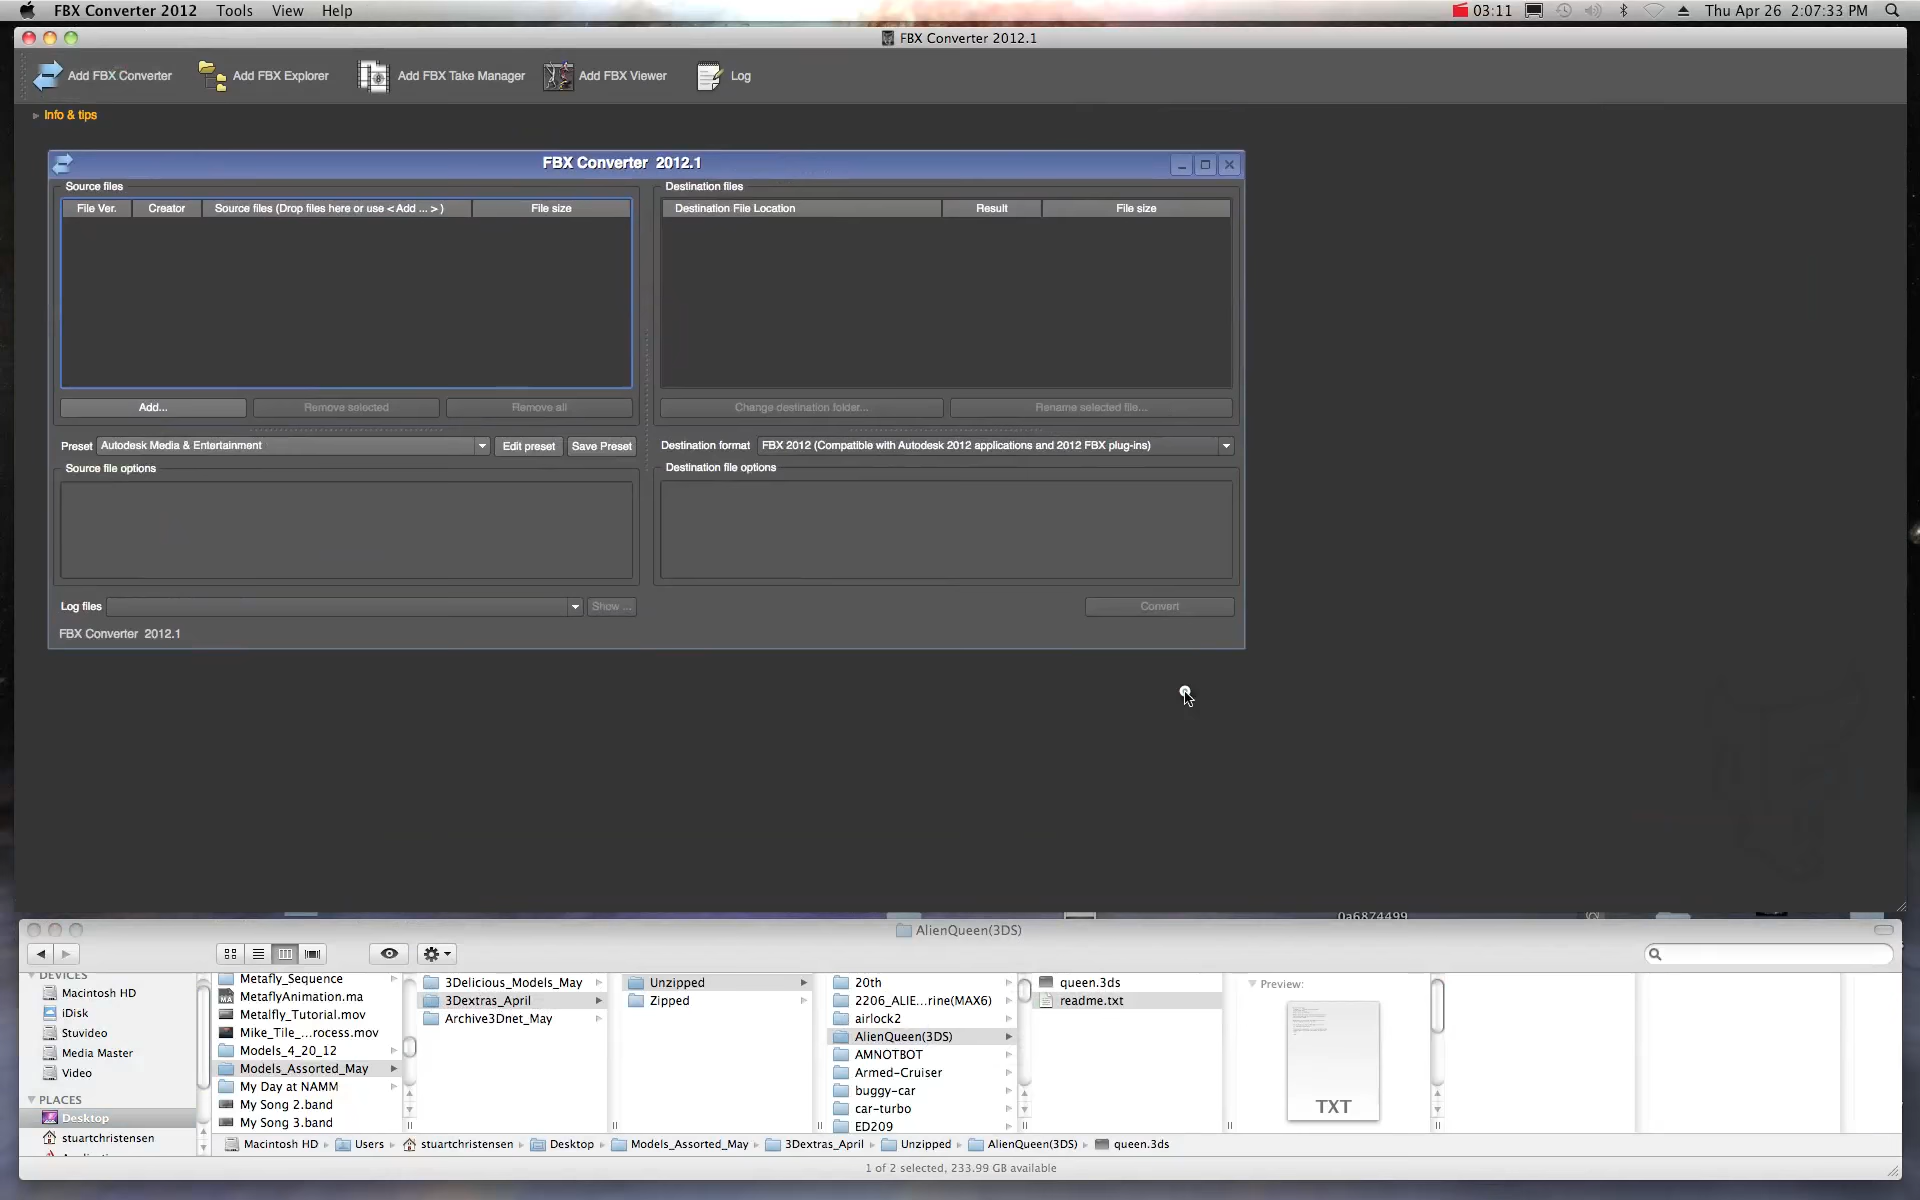 FBX Converter 2012 Tools View Help 03:11 Thu Apr 26 2:07:33 PM
FBX Converter 2012.1
Add FBX Converter Add FBX Explorer Add FBX Take Manager Add FBX Viewer Log
Info & tips
FBX Converter 2012.1
Source files Destination files
File Ver. Creator Source files (Drop files here or use < Add ... > ) File size Destination File Location Result File size
Add... Remove selected Remove all Change destination folder... Rename selected file...
Preset Autodesk Media & Entertainment Edit preset Save Preset Destination format FBX 2012 (Compatible with Autodesk 2012 applications and 2012 FBX plug-ins)
Source file options Destination file options
Log files Show ... Convert
FBX Converter 2012.1
0a6874499
AlienQueen(3DS)
DEVICES Metafly_Sequence 3Delicious_Models_May Unzipped 20th queen.3ds Preview:
Macintosh HD MetaflyAnimation.ma 3Dextras_April Zipped 2206_ALIE...rine(MAX6) readme.txt
iDisk Metalfly_Tutorial.mov Archive3Dnet_May airlock2
Stuvideo Mike_Tile_...rocess.mov AlienQueen(3DS)
Media Master Models_4_20_12 AMNOTBOT
Video Models_Assorted_May Armed-Cruiser
PLACES My Day at NAMM buggy-car
Desktop My Song 2.band car-turbo TXT
stuartchristensen My Song 3.band ED209
Macintosh HD Users stuartchristensen Desktop Models_Assorted_May 3Dextras_April Unzipped AlienQueen(3DS) queen.3ds
1 of 2 selected, 233.99 GB available